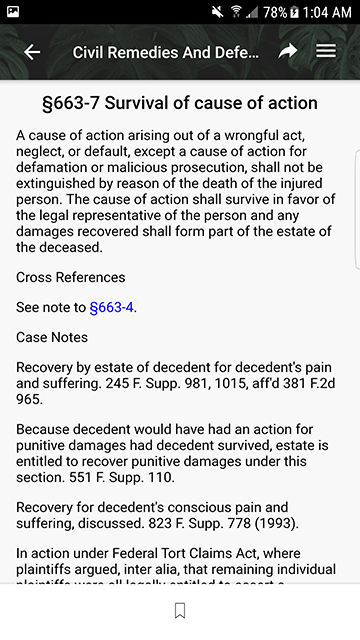 78% 1:04 AM
Civil Remedies And Defe...
§663-7 Survival of cause of action
A cause of action arising out of a wrongful act,
neglect, or default, except a cause of action for
defamation or malicious prosecution, shall not be
extinguished by reason of the death of the injured
person. The cause of action shall survive in favor of
the legal representative of the person and any
damages recovered shall form part of the estate of
the deceased.
Cross References
See note to §663-4.
Case Notes
Recovery by estate of decedent for decedent's pain
and suffering. 245 F. Supp. 981, 1015, aff'd 381 F.2d
965.
Because decedent would have had an action for
punitive damages had decedent survived, estate is
entitled to recover punitive damages under this
section. 551 F. Supp. 110.
Recovery for decedent's conscious pain and
suffering, discussed. 823 F. Supp. 778 (1993).
In action under Federal Tort Claims Act, where
plaintiffs argued, inter alia, that remaining individual
plaintiffs were all legally entitled to assert a